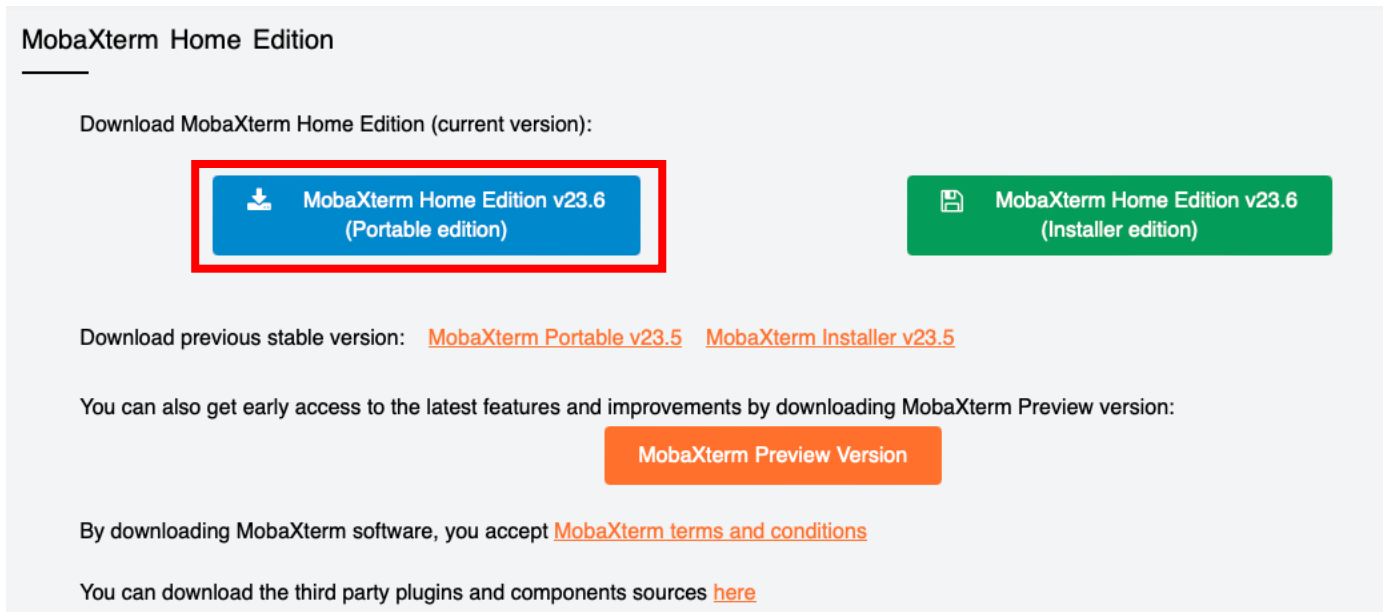 MobaXterm Home Edition
Download MobaXterm Home Edition (current version):
MobaXterm Home Edition v23.6
(Portable edition)
MobaXterm Home Edition v23.6
(Installer edition)
Download previous stable version: MobaXterm Portable v23.5 MobaXterm Installer v23.5
You can also get early access to the latest features and improvements by downloading MobaXterm Preview version:
MobaXterm Preview Version
By downloading MobaXterm software, you accept MobaXterm terms and conditions
You can download the third party plugins and components sources here